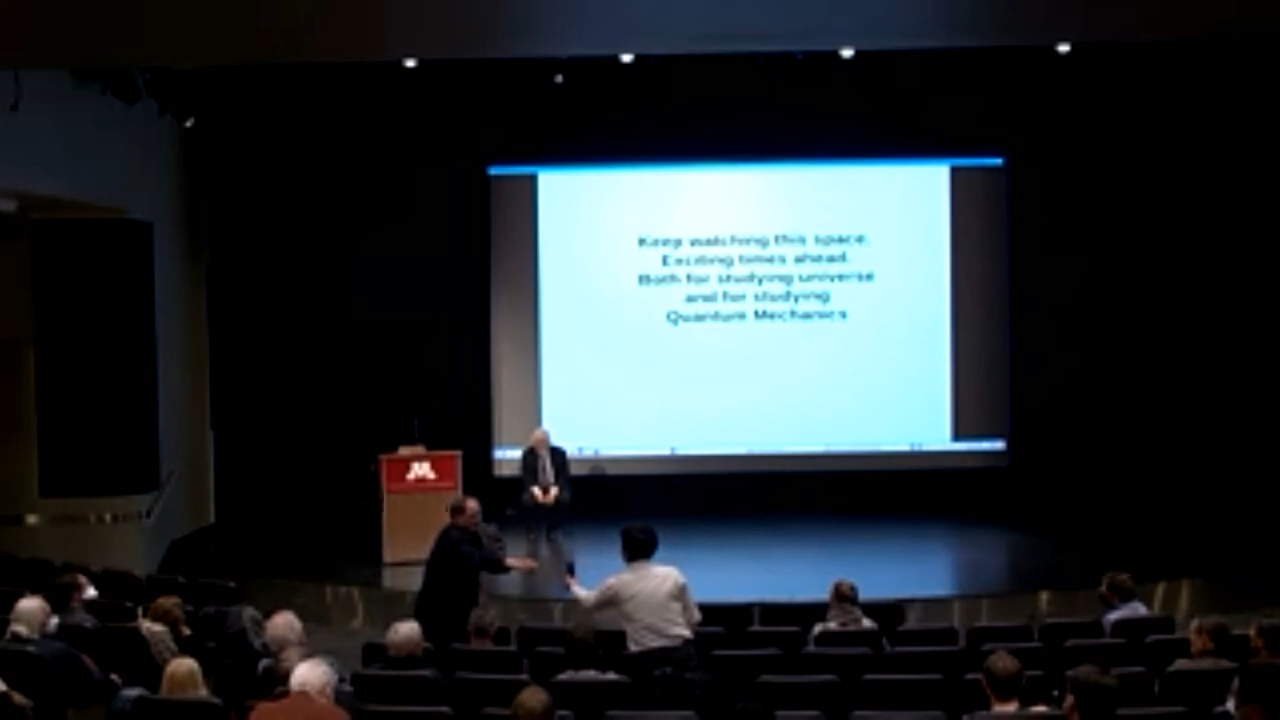 Keep watching this space.
Exciting times ahead.
Both for studying universe
and for studying
Quantum Mechanics
M